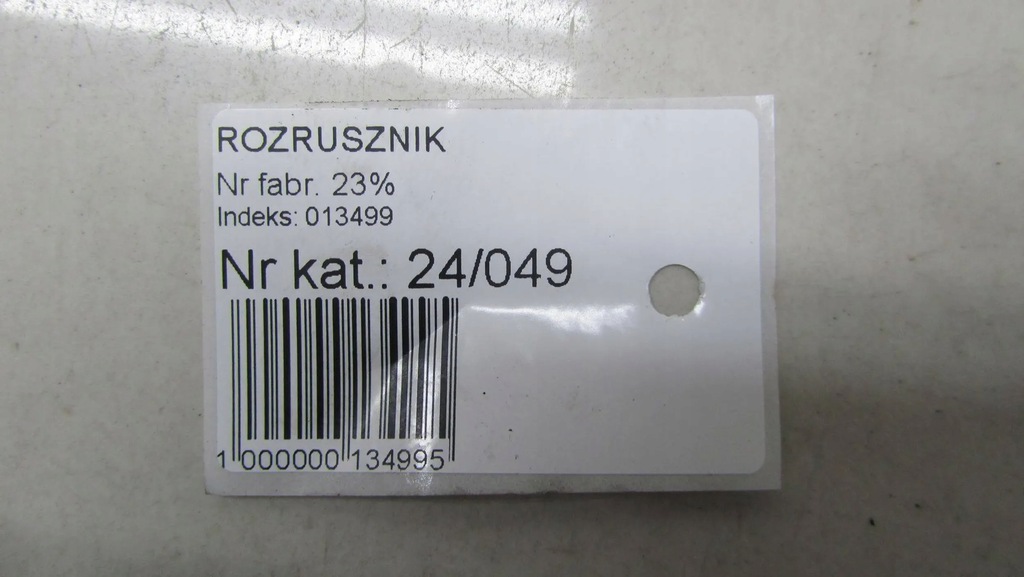 ROZRUSZNIK
Nr fabr. 23%
Indeks: 013499
Nr kat.: 24/049
1 000000 134995